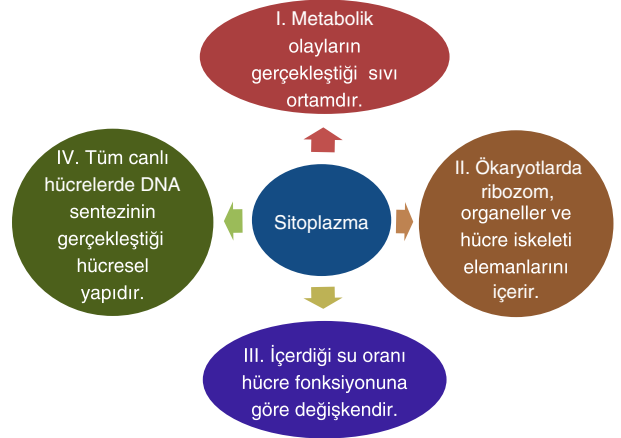 I. Metabolik
olayların
gerçekleştiği sıvı
ortamdır.
IV. Tüm canlı
hücrelerde DNA
sentezinin
gerçekleştiği
hücresel
yapıdır.
Sitoplazma
II. Ökaryotlarda
ribozom,
organeller ve
hücre iskeleti
elemanlarını
içerir.
III. İçerdiği su oranı
hücre fonksiyonuna
göre değişkendir.